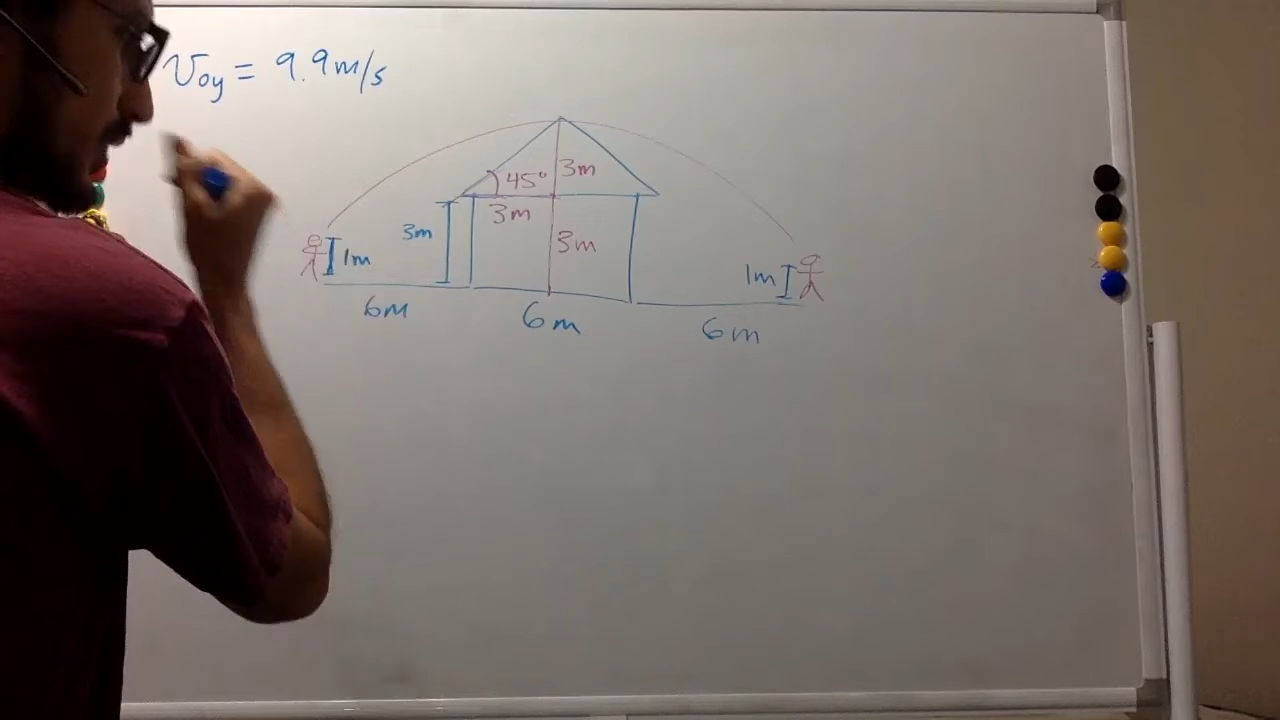 v₀y = 9.9m/s
45° 3m
3m
3m 3m
1m
1m
6m 6m 6m